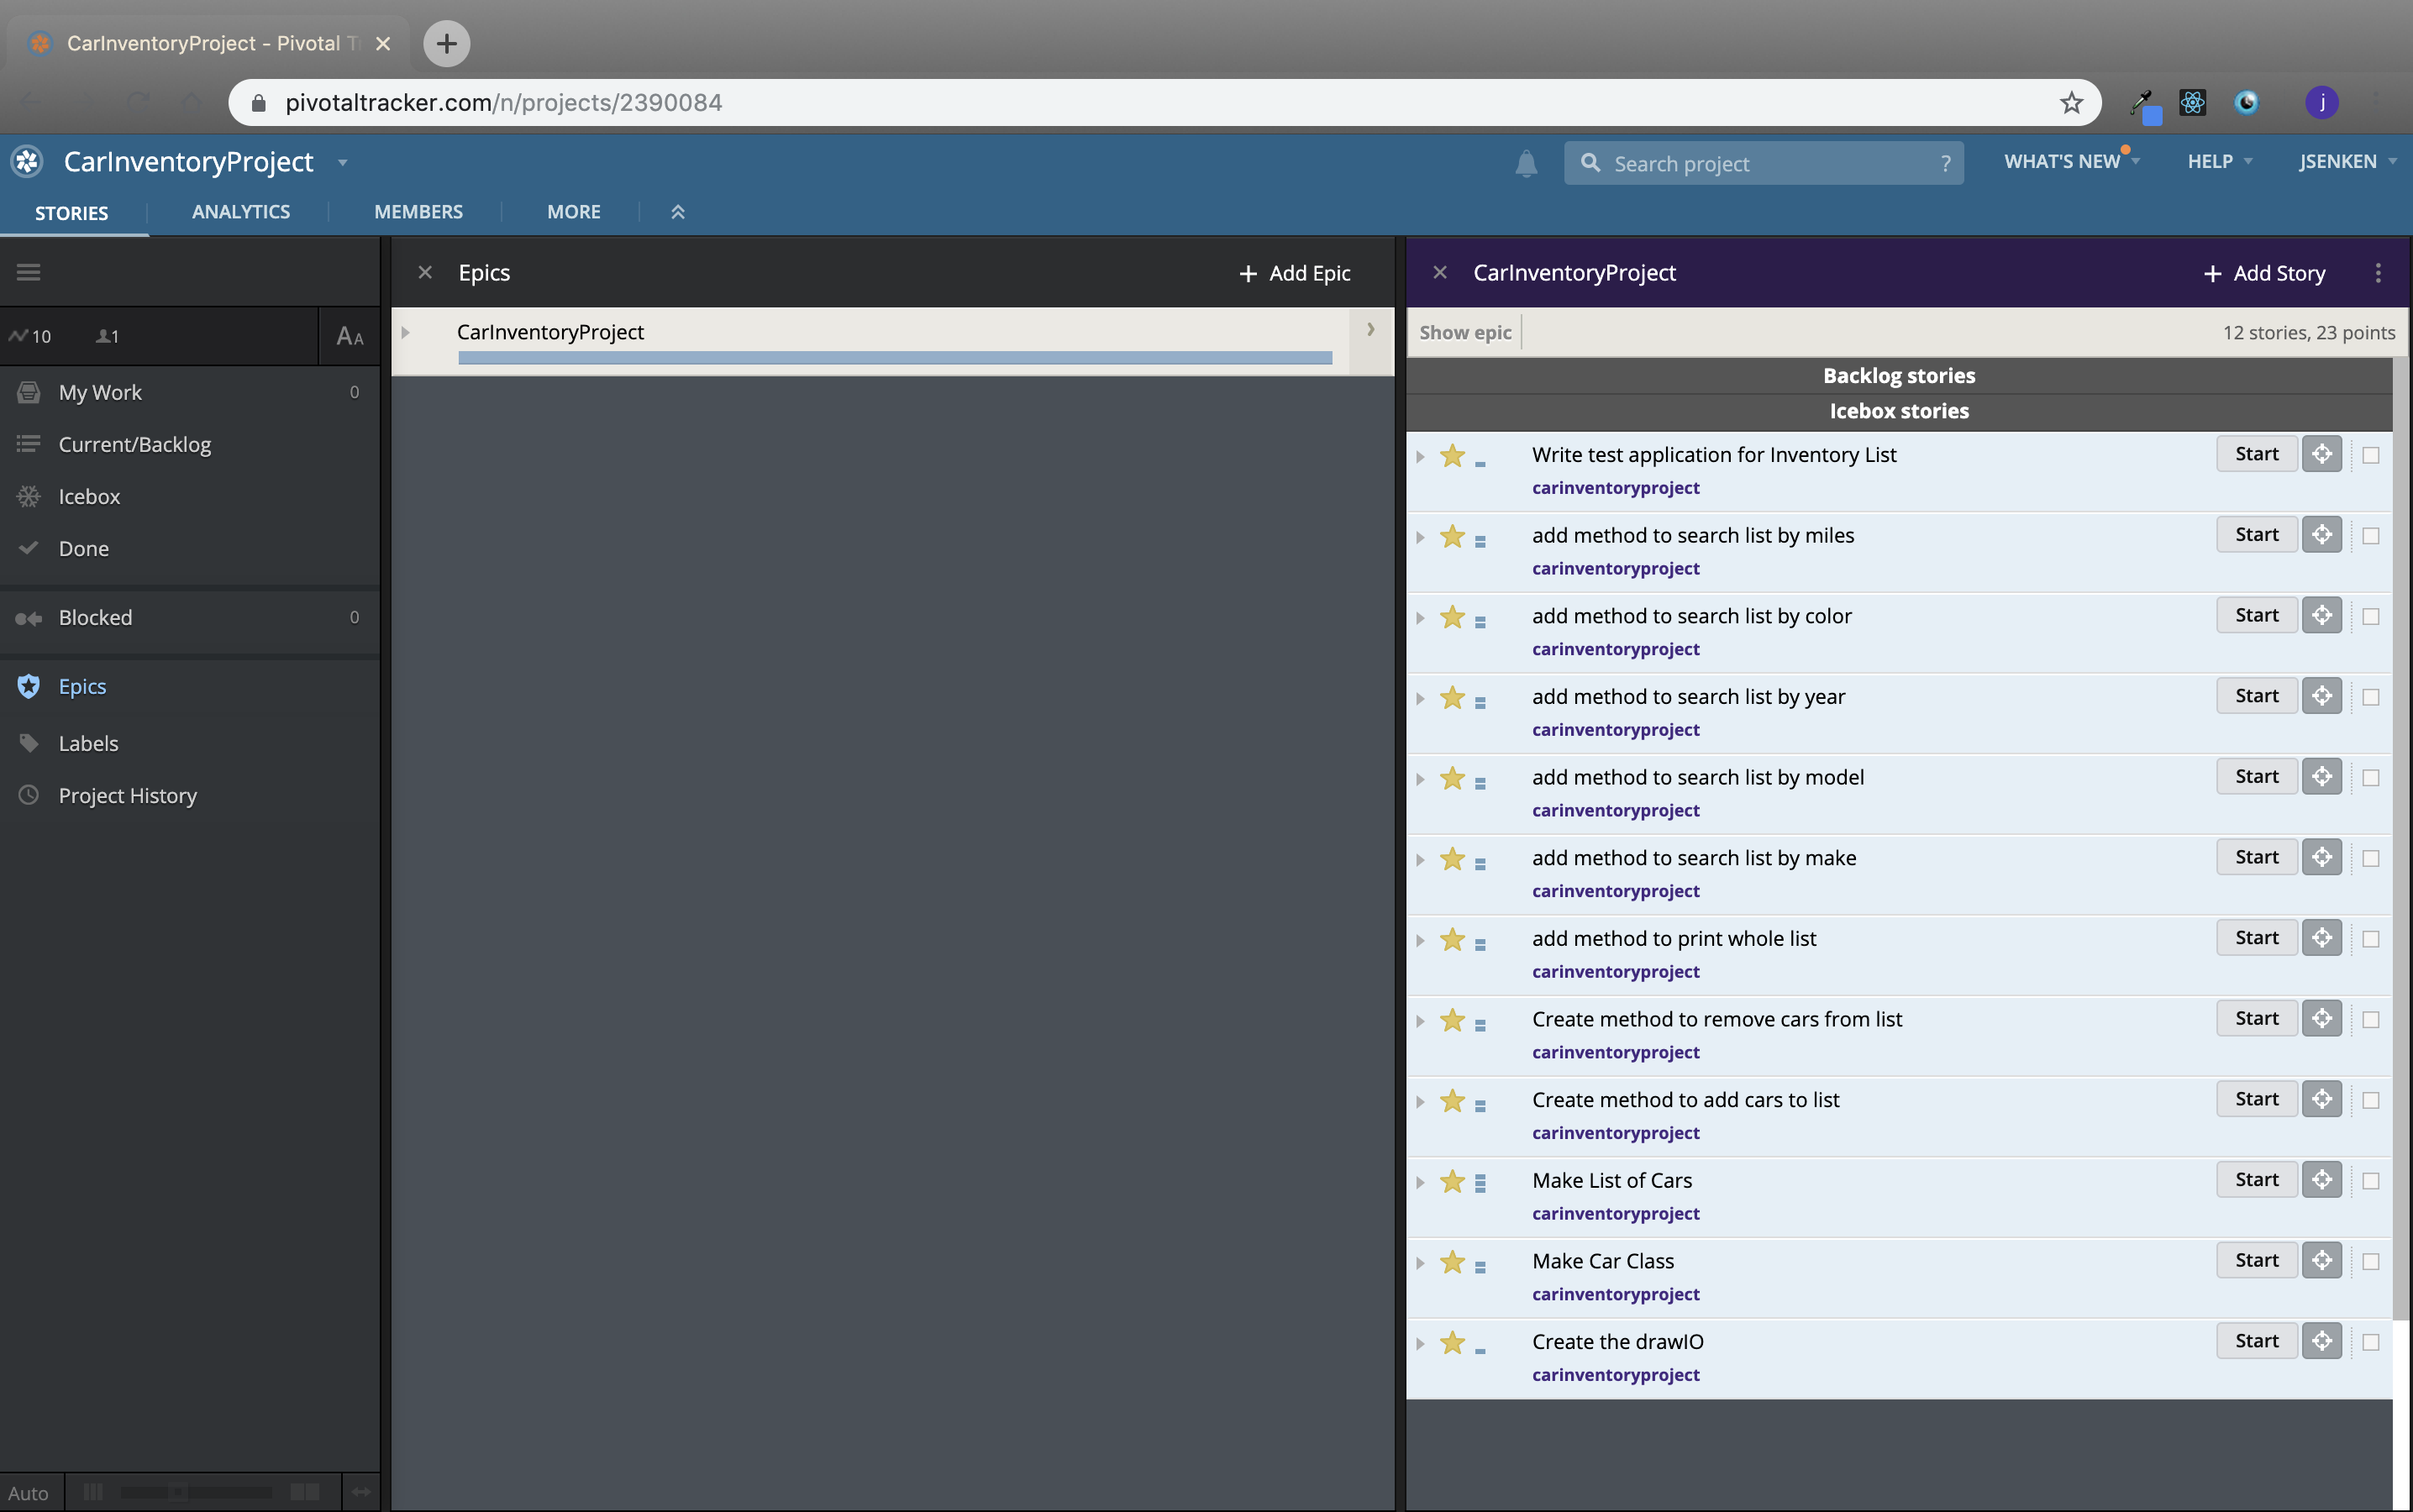 CarInventoryProject - Pivotal T
pivotaltracker.com/n/projects/2390084
j
CarInventoryProject
Search project ?
WHAT'S NEW
HELP
JSENKEN
STORIES
ANALYTICS
MEMBERS
MORE
10
1
AA
My Work 0
Current/Backlog
Icebox
Done
Blocked 0
Epics
Labels
Project History
Auto
Epics
+ Add Epic
CarInventoryProject
CarInventoryProject
+ Add Story
Show epic
12 stories, 23 points
Backlog stories
Icebox stories
Write test application for Inventory List
Start
carinventoryproject
add method to search list by miles
Start
carinventoryproject
add method to search list by color
Start
carinventoryproject
add method to search list by year
Start
carinventoryproject
add method to search list by model
Start
carinventoryproject
add method to search list by make
Start
carinventoryproject
add method to print whole list
Start
carinventoryproject
Create method to remove cars from list
Start
carinventoryproject
Create method to add cars to list
Start
carinventoryproject
Make List of Cars
Start
carinventoryproject
Make Car Class
Start
carinventoryproject
Create the drawIO
Start
carinventoryproject